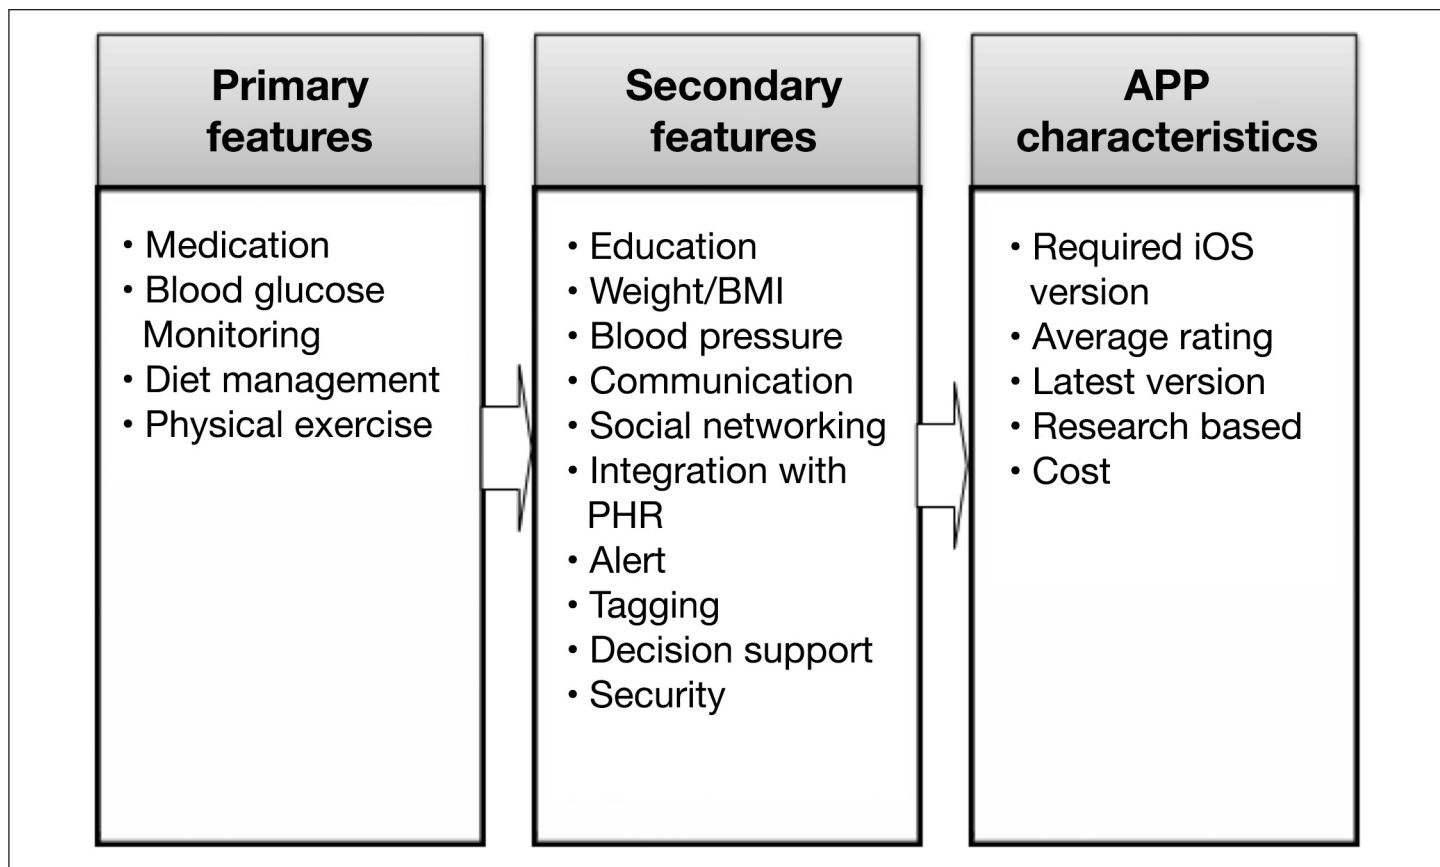 Primary
features
• Medication
• Blood glucose
Monitoring
• Diet management
• Physical exercise
Secondary
features
• Education
• Weight/BMI
• Blood pressure
• Communication
• Social networking
• Integration with
PHR
• Alert
• Tagging
• Decision support
• Security
APP
characteristics
• Required iOS
version
• Average rating
• Latest version
• Research based
• Cost